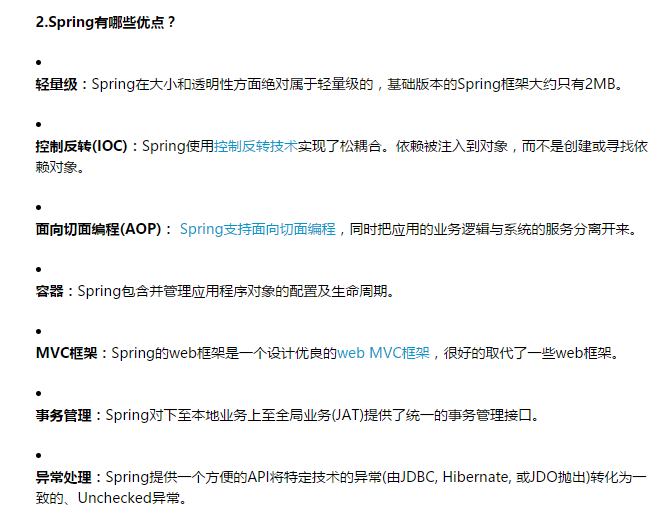 2.Spring有哪些优点？
轻量级：Spring在大小和透明性方面绝对属于轻量级的，基础版本的Spring框架大约只有2MB。
控制反转(IOC)：Spring使用控制反转技术实现了松耦合。依赖被注入到对象，而不是创建或寻找依
赖对象。
面向切面编程(AOP)： Spring支持面向切面编程，同时把应用的业务逻辑与系统的服务分离开来。
容器：Spring包含并管理应用程序对象的配置及生命周期。
MVC框架：Spring的web框架是一个设计优良的web MVC框架，很好的取代了一些web框架。
事务管理：Spring对下至本地业务上至全局业务(JAT)提供了统一的事务管理接口。
异常处理：Spring提供一个方便的API将特定技术的异常(由JDBC, Hibernate, 或JDO抛出)转化为一
致的、Unchecked异常。